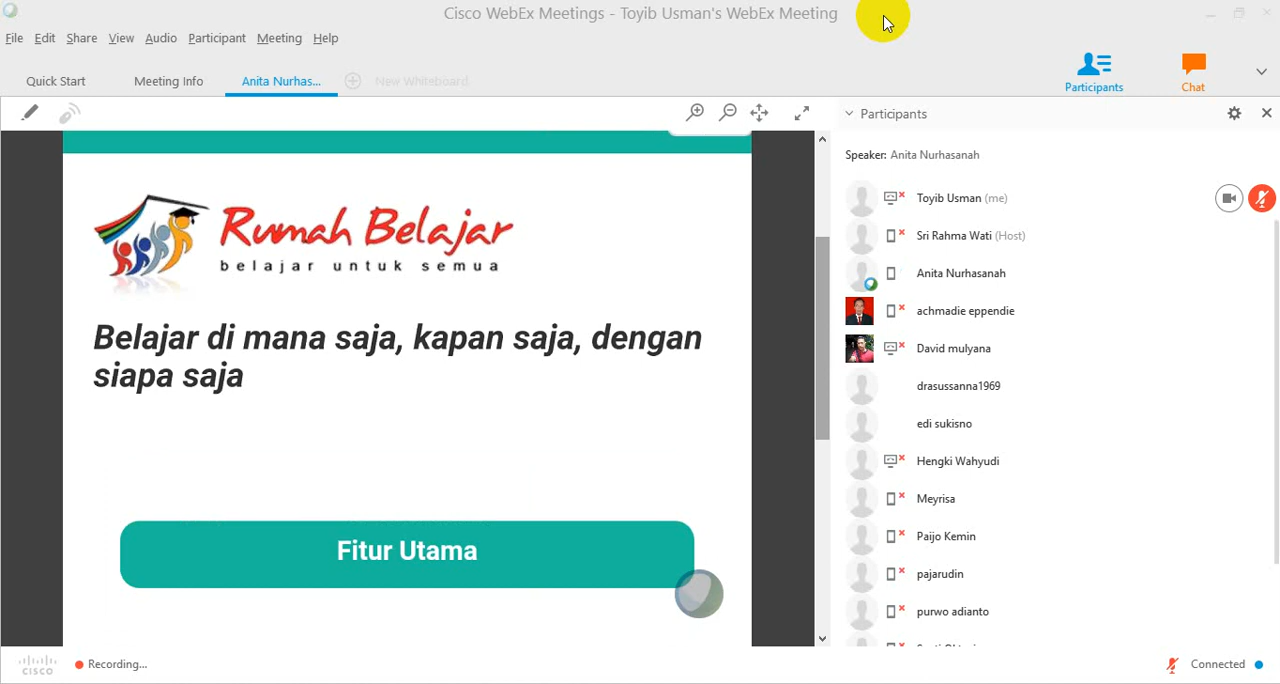 Cisco WebEx Meetings - Toyib Usman's WebEx Meeting
File Edit Share View Audio Participant Meeting Help
Quick Start Meeting Info Anita Nurhas... New Whiteboard
Participants Chat
Participants
Speaker: Anita Nurhasanah
Toyib Usman (me)
Sri Rahma Wati (Host)
Anita Nurhasanah
achmadie eppendie
David mulyana
drasussanna1969
edi sukisno
Hengki Wahyudi
Meyrisa
Paijo Kemin
pajarudin
purwo adianto
Rumah Belajar
belajar untuk semua
Belajar di mana saja, kapan saja, dengan
siapa saja
Fitur Utama
CISCO
Recording...
Connected